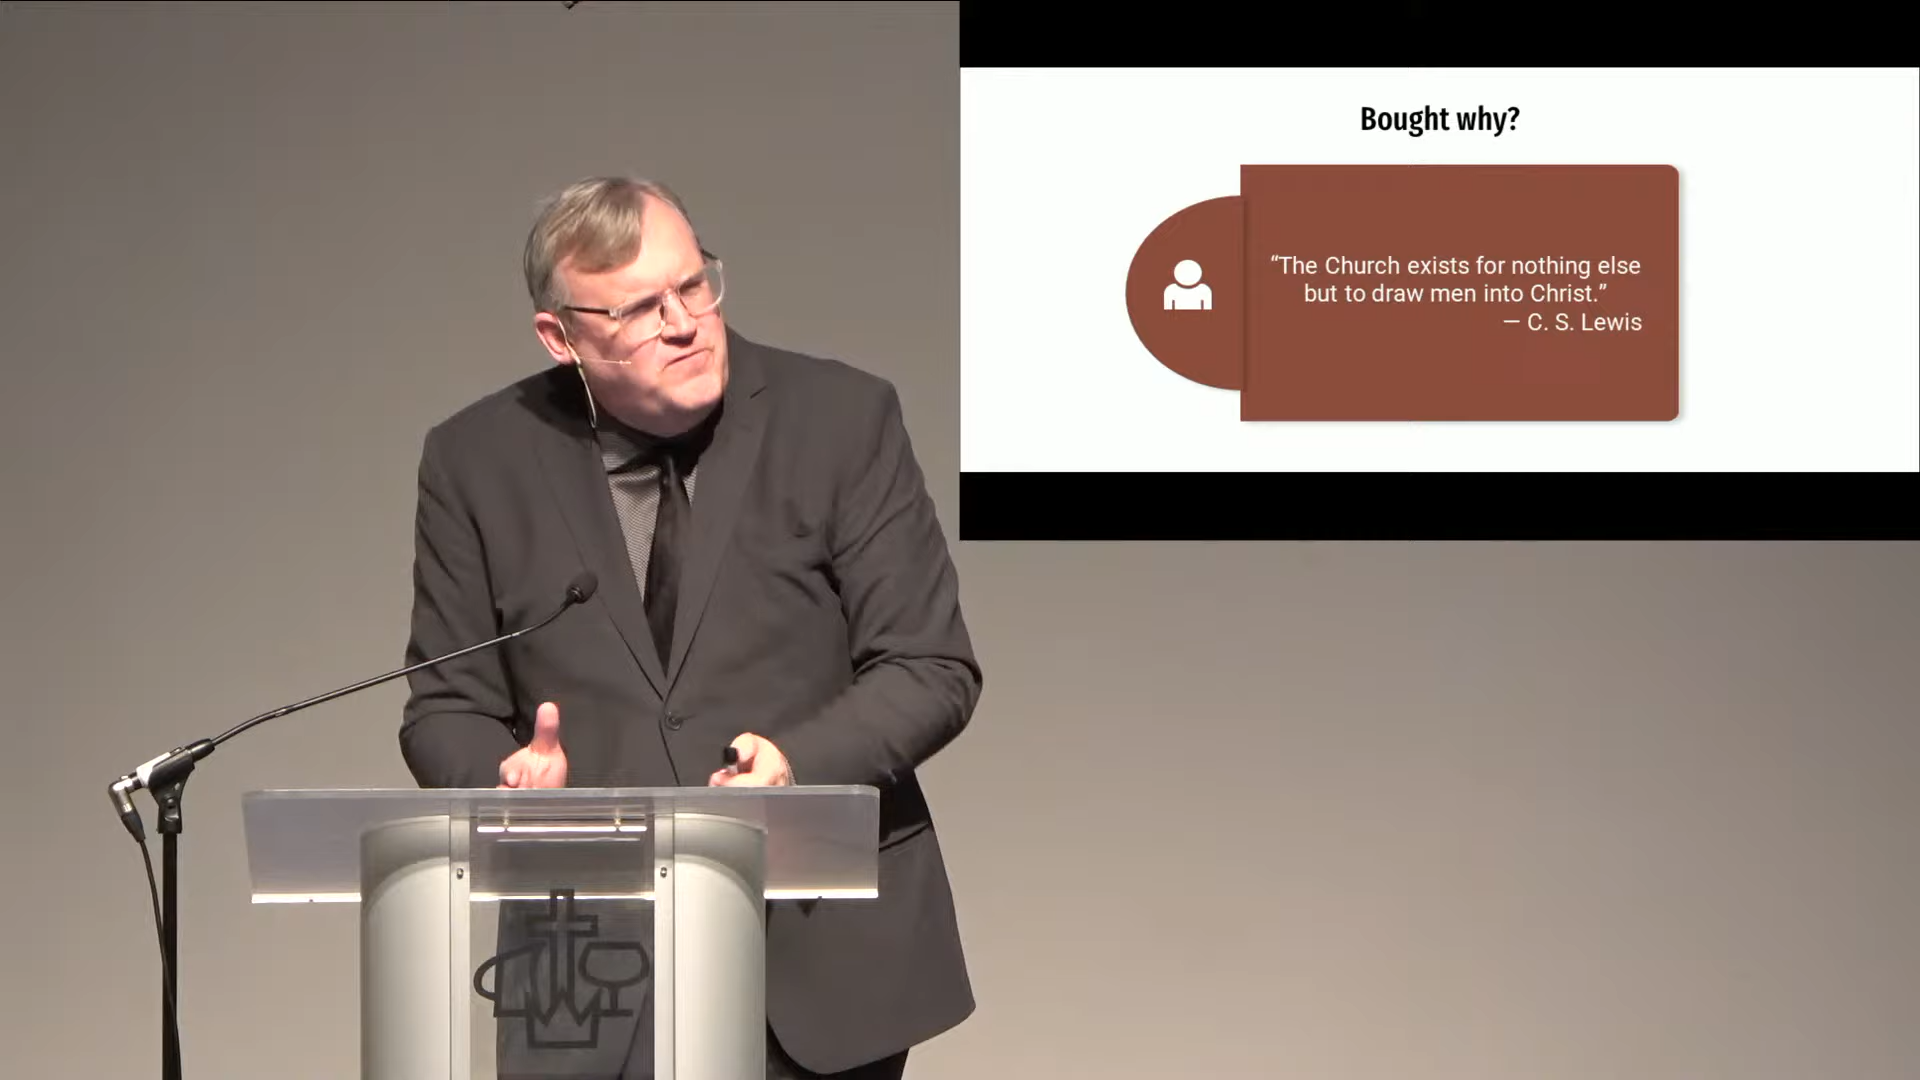 Bought why?
“The Church exists for nothing else
but to draw men into Christ.”
— C. S. Lewis